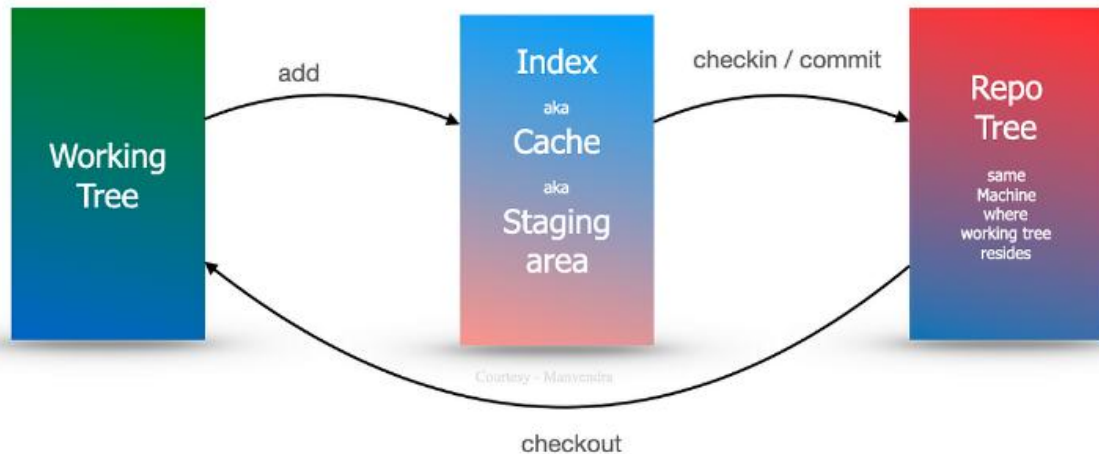 add
checkin / commit
Working
Tree
Index
aka
Cache
aka
Staging
area
Repo
Tree
same
Machine
where
working tree
resides
Courtesy - Manvendra
checkout